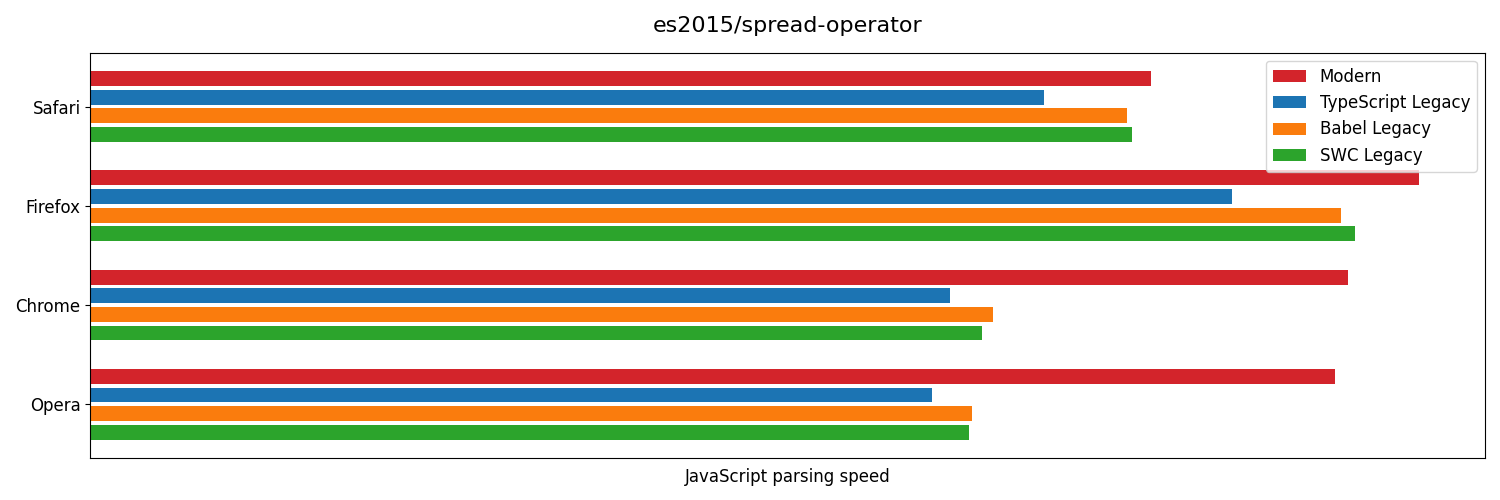 es2015/spread-operator
Modern
TypeScript Legacy
Babel Legacy
SWC Legacy
Safari
Firefox
Chrome
Opera
JavaScript parsing speed